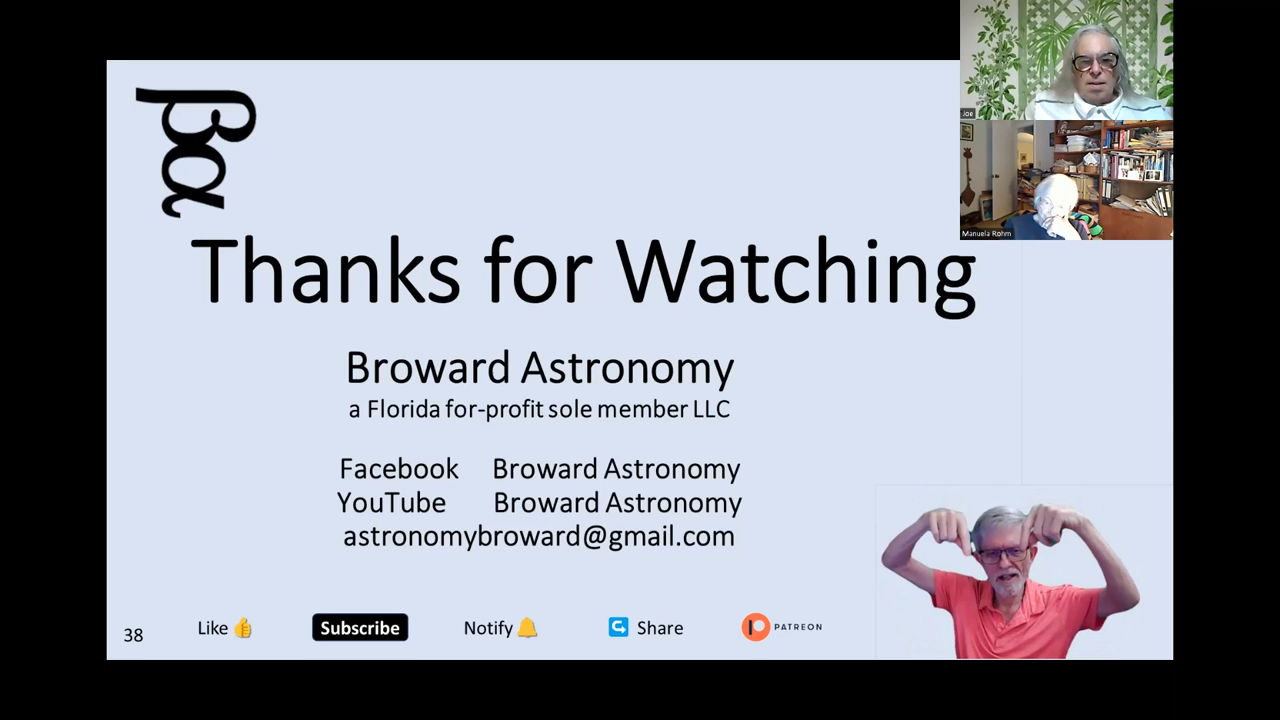 βα
Joe
Manuela Rohm
Thanks for Watching
Broward Astronomy
a Florida for-profit sole member LLC
Facebook Broward Astronomy
YouTube Broward Astronomy
astronomybroward@gmail.com
38 Like Subscribe Notify Share PATREON